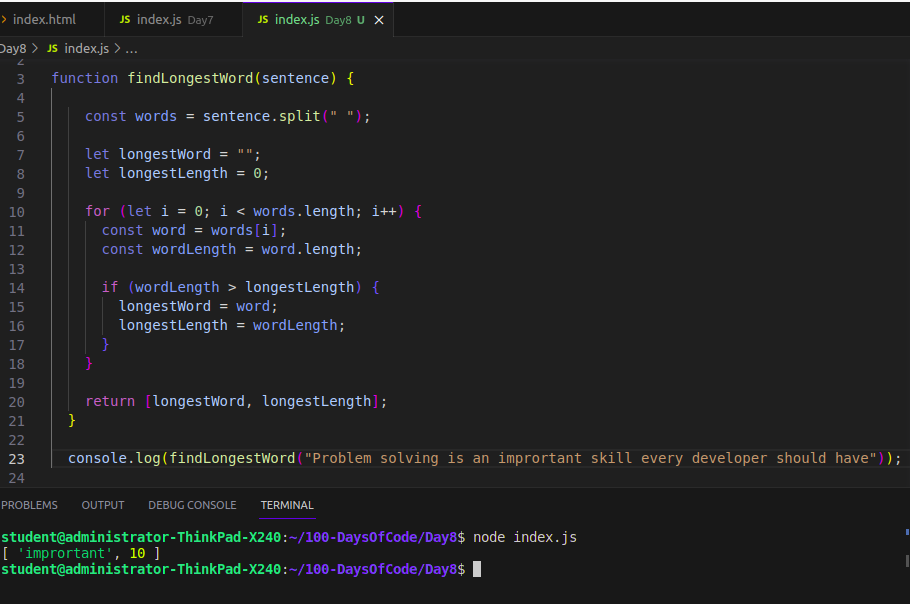 index.html JS index.js Day7 JS index.js Day8 U
Day8 > JS index.js > ...
2
3 function findLongestWord(sentence) {
4
5 const words = sentence.split(" ");
6
7 let longestWord = "";
8 let longestLength = 0;
9
10 for (let i = 0; i < words.length; i++) {
11 const word = words[i];
12 const wordLength = word.length;
13
14 if (wordLength > longestLength) {
15 longestWord = word;
16 longestLength = wordLength;
17 }
18 }
19
20 return [longestWord, longestLength];
21 }
22
23 console.log(findLongestWord("Problem solving is an imprortant skill every developer should have"));
24
PROBLEMS OUTPUT DEBUG CONSOLE TERMINAL
student@administrator-ThinkPad-X240:~/100-DaysOfCode/Day8$ node index.js
[ 'imprortant', 10 ]
student@administrator-ThinkPad-X240:~/100-DaysOfCode/Day8$